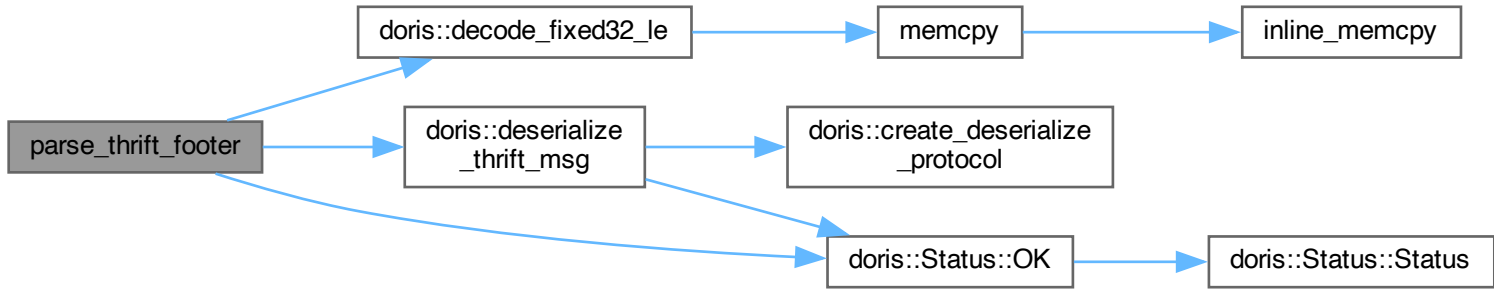 parse_thrift_footer
doris::decode_fixed32_le
memcpy
inline_memcpy
doris::deserialize
_thrift_msg
doris::create_deserialize
_protocol
doris::Status::OK
doris::Status::Status